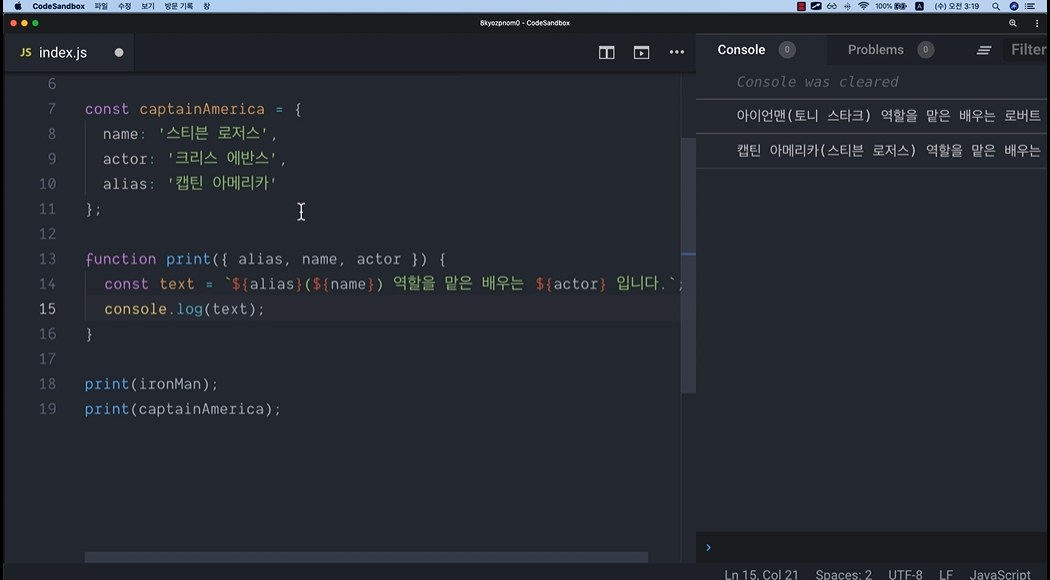 CodeSandbox 파일 수정 보기 방문 기록 창 100% A (수) 오전 3:19
8kyozpnom0 - CodeSandbox
JS index.js
Console 0 Problems 0 Filter
Console was cleared
아이언맨(토니 스타크) 역할을 맡은 배우는 로버트
캡틴 아메리카(스티븐 로저스) 역할을 맡은 배우는
6
7 const captainAmerica = {
8 name: '스티븐 로저스',
9 actor: '크리스 에반스',
10 alias: '캡틴 아메리카'
11 };
12
13 function print({ alias, name, actor }) {
14 const text = `${alias}(${name}) 역할을 맡은 배우는 ${actor} 입니다.`;
15 console.log(text);
16 }
17
18 print(ironMan);
19 print(captainAmerica);
Ln 15, Col 21 Spaces: 2 UTF-8 LF JavaScript